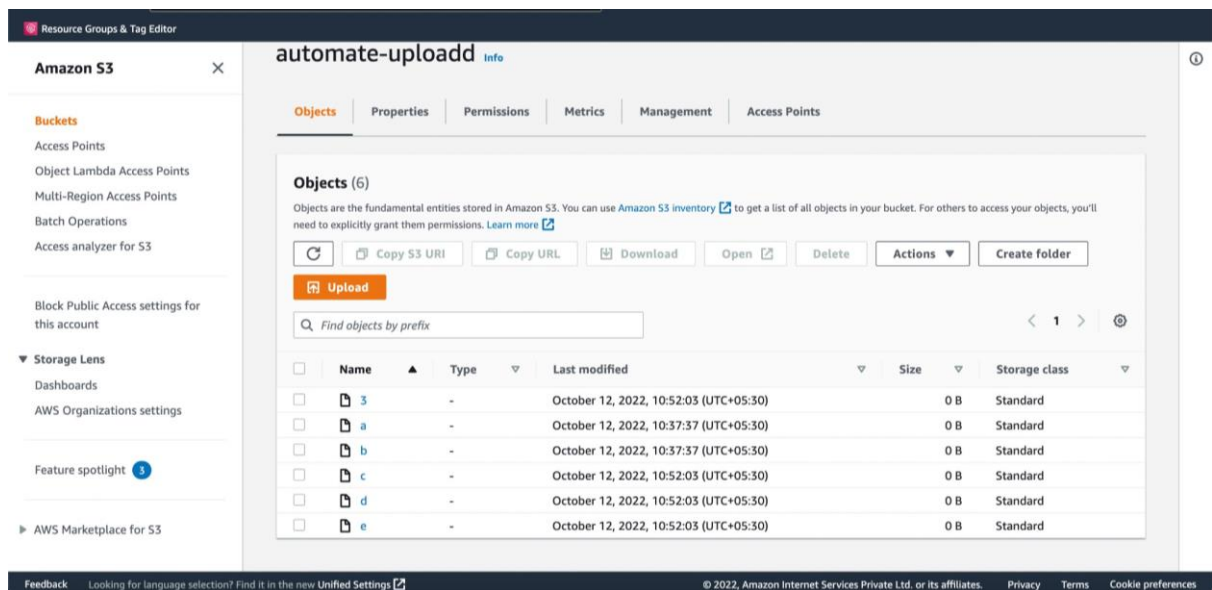 Resource Groups & Tag Editor
Amazon S3
Buckets
Access Points
Object Lambda Access Points
Multi-Region Access Points
Batch Operations
Access analyzer for S3
Block Public Access settings for
this account
Storage Lens
Dashboards
AWS Organizations settings
Feature spotlight 3
AWS Marketplace for S3
automate-uploadd Info
Objects Properties Permissions Metrics Management Access Points
Objects (6)
Objects are the fundamental entities stored in Amazon S3. You can use Amazon S3 inventory to get a list of all objects in your bucket. For others to access your objects, you'll
need to explicitly grant them permissions. Learn more
Copy S3 URI Copy URL Download Open Delete Actions Create folder
Upload
Find objects by prefix
1
Name Type Last modified Size Storage class
3 - October 12, 2022, 10:52:03 (UTC+05:30) 0 B Standard
a - October 12, 2022, 10:37:37 (UTC+05:30) 0 B Standard
b - October 12, 2022, 10:37:37 (UTC+05:30) 0 B Standard
c - October 12, 2022, 10:52:03 (UTC+05:30) 0 B Standard
d - October 12, 2022, 10:52:03 (UTC+05:30) 0 B Standard
e - October 12, 2022, 10:52:03 (UTC+05:30) 0 B Standard
Feedback Looking for language selection? Find it in the new Unified Settings © 2022, Amazon Internet Services Private Ltd. or its affiliates. Privacy Terms Cookie preferences